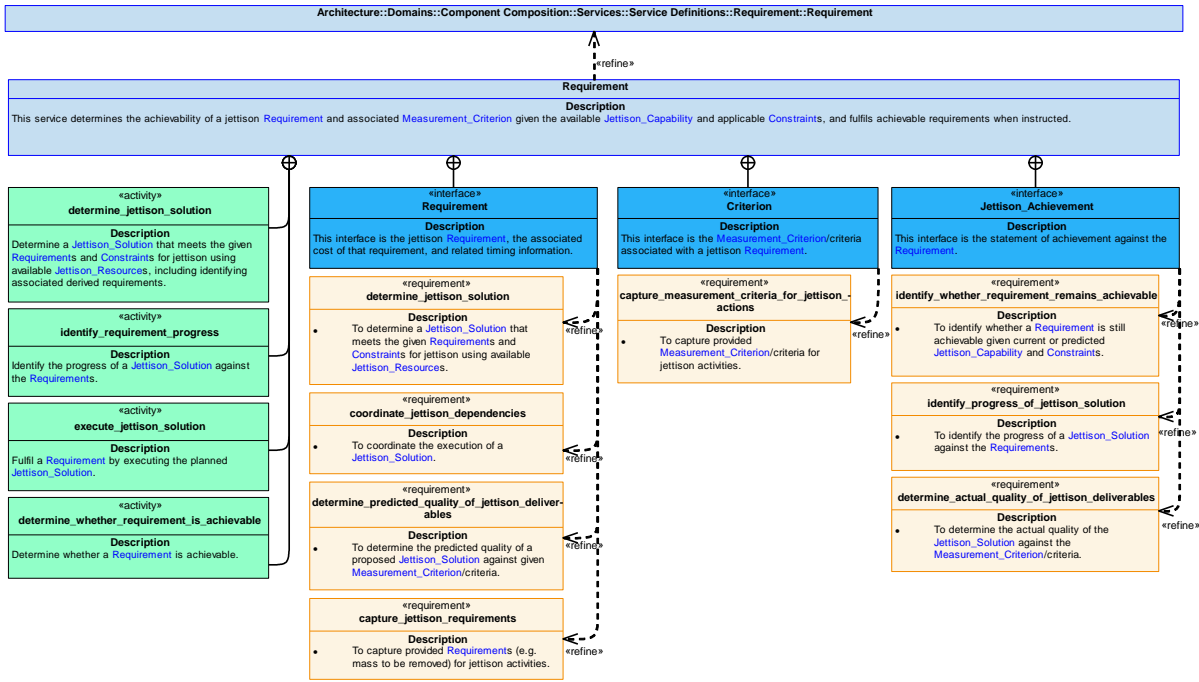 Architecture::Domains::Component Composition::Services::Service Definitions::Requirement::Requirement
«refine»
Requirement
Description
This service determines the achievability of a jettison Requirement and associated Measurement_Criterion given the available Jettison_Capability and applicable Constraints, and fulfils achievable requirements when instructed.
«activity»
determine_jettison_solution
Description
Determine a Jettison_Solution that meets the given
Requirements and Constraints for jettison using
available Jettison_Resources, including identifying
associated derived requirements.
«activity»
identify_requirement_progress
Description
Identify the progress of a Jettison_Solution against
the Requirements.
«activity»
execute_jettison_solution
Description
Fulfil a Requirement by executing the planned
Jettison_Solution.
«activity»
determine_whether_requirement_is_achievable
Description
Determine whether a Requirement is achievable.
«interface»
Requirement
Description
This interface is the jettison Requirement, the associated
cost of that requirement, and related timing information.
«requirement»
determine_jettison_solution
Description
• To determine a Jettison_Solution that
meets the given Requirements and
Constraints for jettison using available
Jettison_Resources.
«refine»
«requirement»
coordinate_jettison_dependencies
Description
• To coordinate the execution of a
Jettison_Solution.
«refine»
«requirement»
determine_predicted_quality_of_jettison_deliver-
ables
Description
• To determine the predicted quality of a
proposed Jettison_Solution against given
Measurement_Criterion/criteria.
«refine»
«requirement»
capture_jettison_requirements
Description
• To capture provided Requirements (e.g.
mass to be removed) for jettison activities.
«refine»
«interface»
Criterion
Description
This interface is the Measurement_Criterion/criteria
associated with a jettison Requirement.
«requirement»
capture_measurement_criteria_for_jettison_-
actions
Description
• To capture provided
Measurement_Criterion/criteria for
jettison activities.
«refine»
«interface»
Jettison_Achievement
Description
This interface is the statement of achievement against the
Requirement.
«requirement»
identify_whether_requirement_remains_achievable
Description
• To identify whether a Requirement is still
achievable given current or predicted
Jettison_Capability and Constraints.
«refine»
«requirement»
identify_progress_of_jettison_solution
Description
• To identify the progress of a Jettison_Solution
against the Requirements.
«refine»
«requirement»
determine_actual_quality_of_jettison_deliverables
Description
• To determine the actual quality of the
Jettison_Solution against the
Measurement_Criterion/criteria.
«refine»